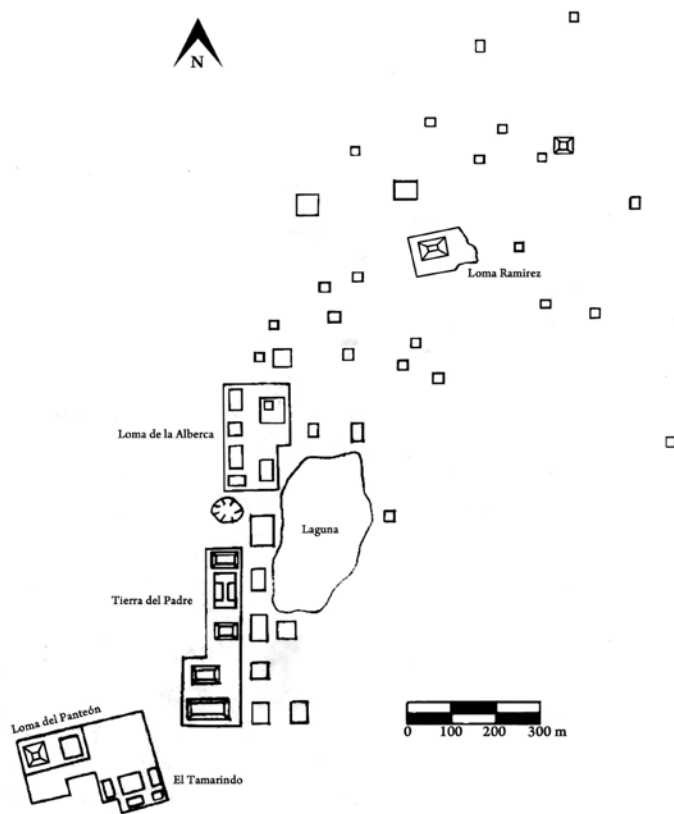 N
Loma Ramirez
Loma de la Alberca
Laguna
Tierra del Padre
Loma del Panteón
0 100 200 300 m
El Tamarindo